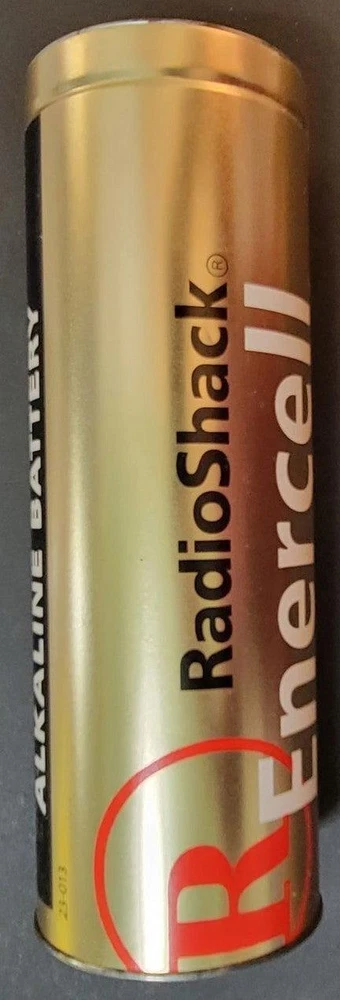 ALKALINE BATTERY
23-013
RadioShack®
Enercell
R